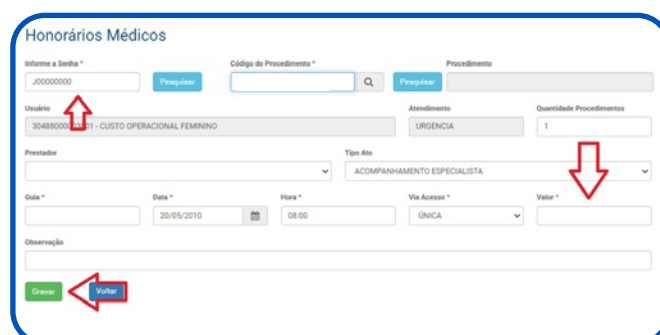 Honorários Médicos
Informe a Senha * Código do Procedimento * Procedimento
J00000000 Pesquisar Pesquisar
Usuário Atendimento Quantidade Procedimentos
CUSTO OPERACIONAL FEMININO URGENCIA 1
Prestador Tipo Ato
ACOMPANHAMENTO ESPECIALISTA
Guia * Data * Hora * Via Acesso * Valor *
20/05/2010 08:00 ÚNICA
Observação
Gravar Voltar